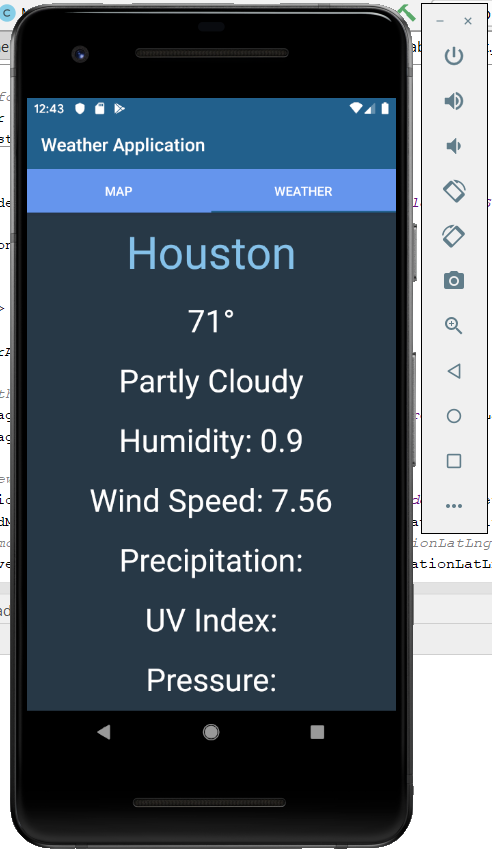 12:43
Weather Application
MAP
WEATHER
Houston
71°
Partly Cloudy
Humidity: 0.9
Wind Speed: 7.56
Precipitation:
UV Index:
Pressure:
ionLatLng
ationLatL